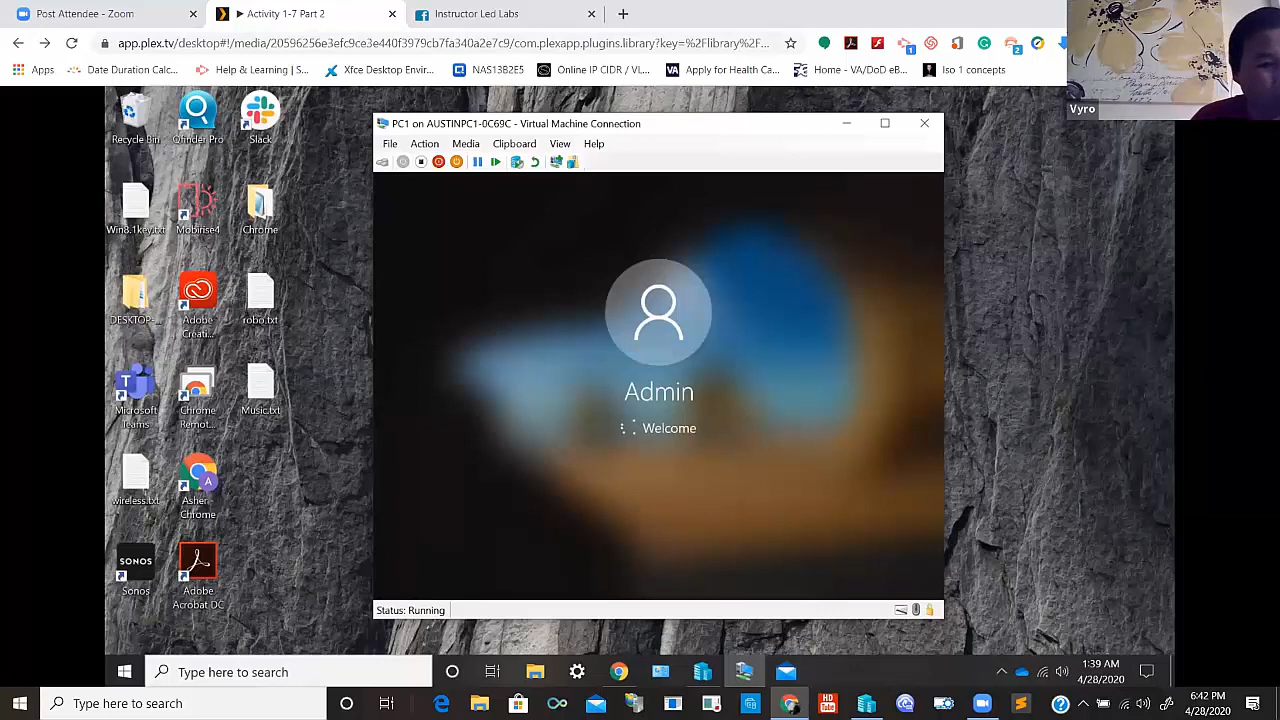 Post Attendee - Zoom
Activity 1-7 Part 2
Instructor Led Labs
app.plex.tv/desktop#!/media/2096256e3efc9ce3e440f3979cb7fa340a2e7c9/com.plexapp.plugins.library?key=%2Flibrary%2F...
Apps
Date Duration Calc...
Help & Learning | S...
Xfce Desktop Envir...
NAS13B2E5
Online IP CIDR / VL...
Apply for Health Ca...
Home - VA/DoD eB...
Iso 1 concepts
Vyro
Recycle Bin
Qfinder Pro
Slack
Win8.1key.txt
Mobirise4
Chrome
DESKTOP-...
Adobe
Creati...
robo.txt
Microsoft
Teams
Chrome
Remot...
Music.txt
wireless.txt
Asher -
Chrome
SONOS
Sonos
Adobe
Acrobat DC
PC1 on AUSTINPC1-0C69C - Virtual Machine Connection
File
Action
Media
Clipboard
View
Help
Admin
Welcome
Status: Running
Type here to search
1:39 AM
4/28/2020
Type here to search
6:42 PM
4/28/2020